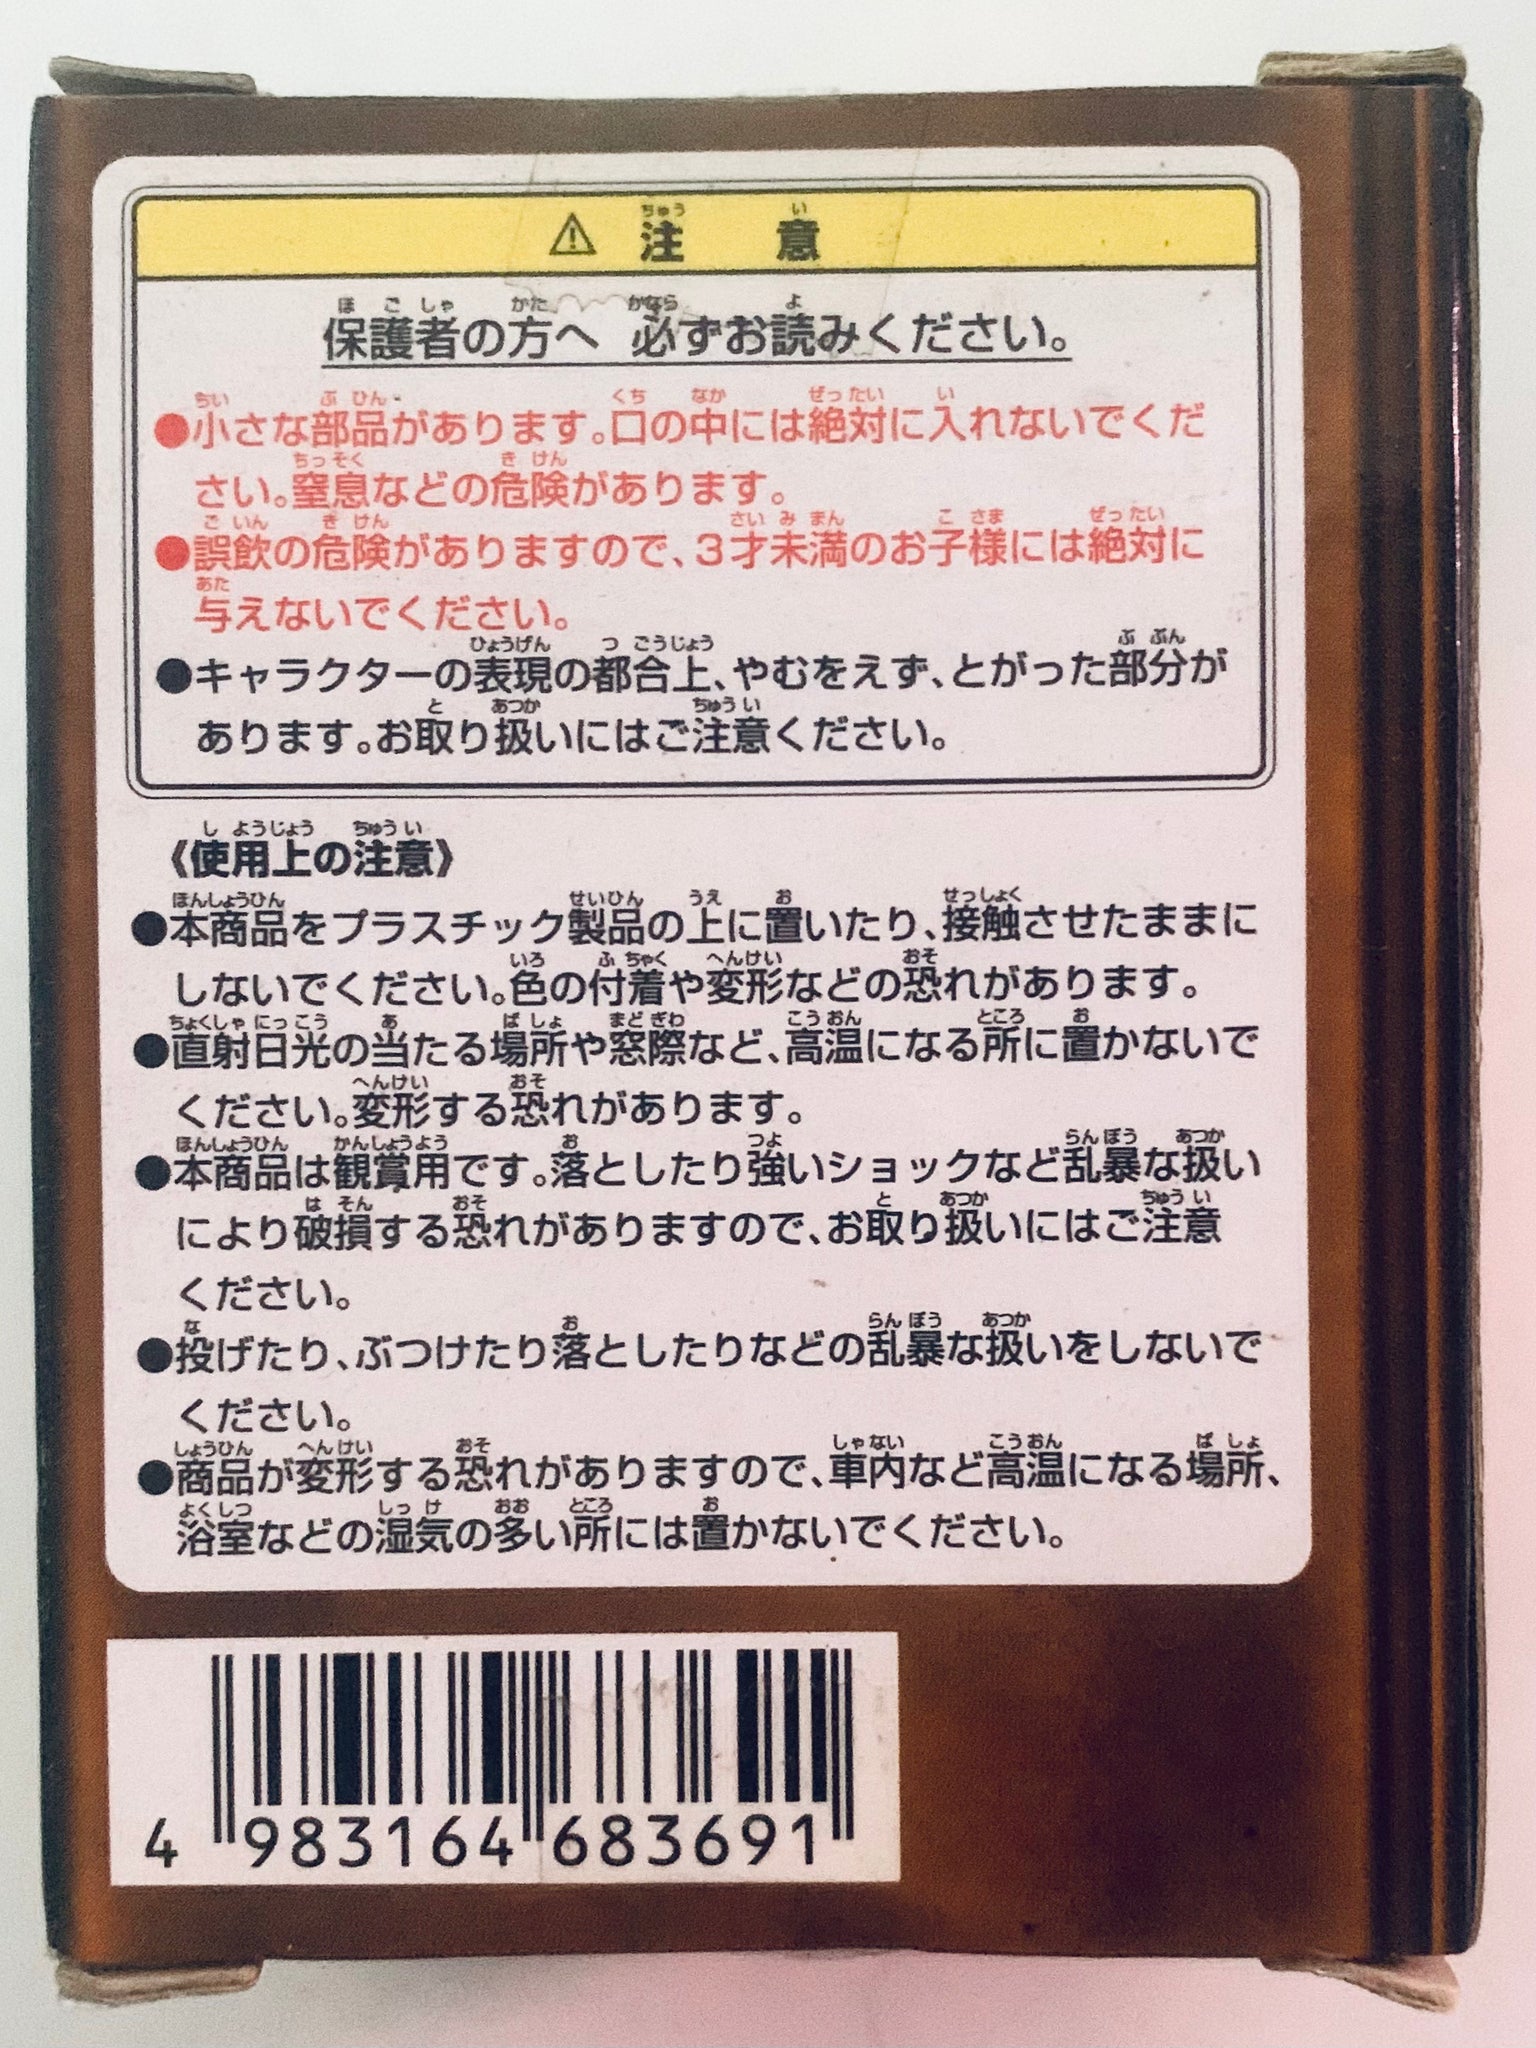 ⚠ 注意
保護者の方へ 必ずお読みください。
●小さな部品があります。口の中には絶対に入れないでくだ
さい。窒息などの危険があります。
●誤飲の危険がありますので、3才未満のお子様には絶対に
与えないでください。
●キャラクターの表現の都合上、やむをえず、とがった部分が
あります。お取り扱いにはご注意ください。
《使用上の注意》
●本商品をプラスチック製品の上に置いたり、接触させたままに
しないでください。色の付着や変形などの恐れがあります。
●直射日光の当たる場所や窓際など、高温になる所に置かないで
ください。変形する恐れがあります。
●本商品は観賞用です。落としたり強いショックなど乱暴な扱い
により破損する恐れがありますので、お取り扱いにはご注意
ください。
●投げたり、ぶつけたり落としたりなどの乱暴な扱いをしないで
ください。
●商品が変形する恐れがありますので、車内など高温になる場所、
浴室などの湿気の多い所には置かないでください。
4 983164 683691